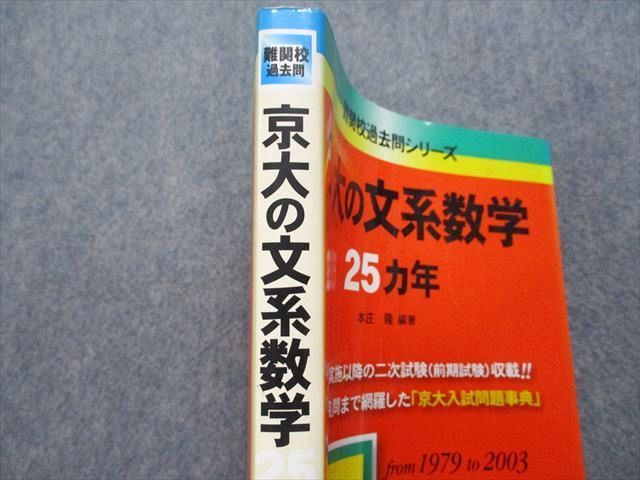 難関校
過去問
京大の文系数学
25
難関校過去問シリーズ
大の文系数学
25カ年
本庄 隆 編著
実施以降の二次試験(前期試験)収載!!
問まで網羅した「京大入試問題事典」
from 1979 to 2003